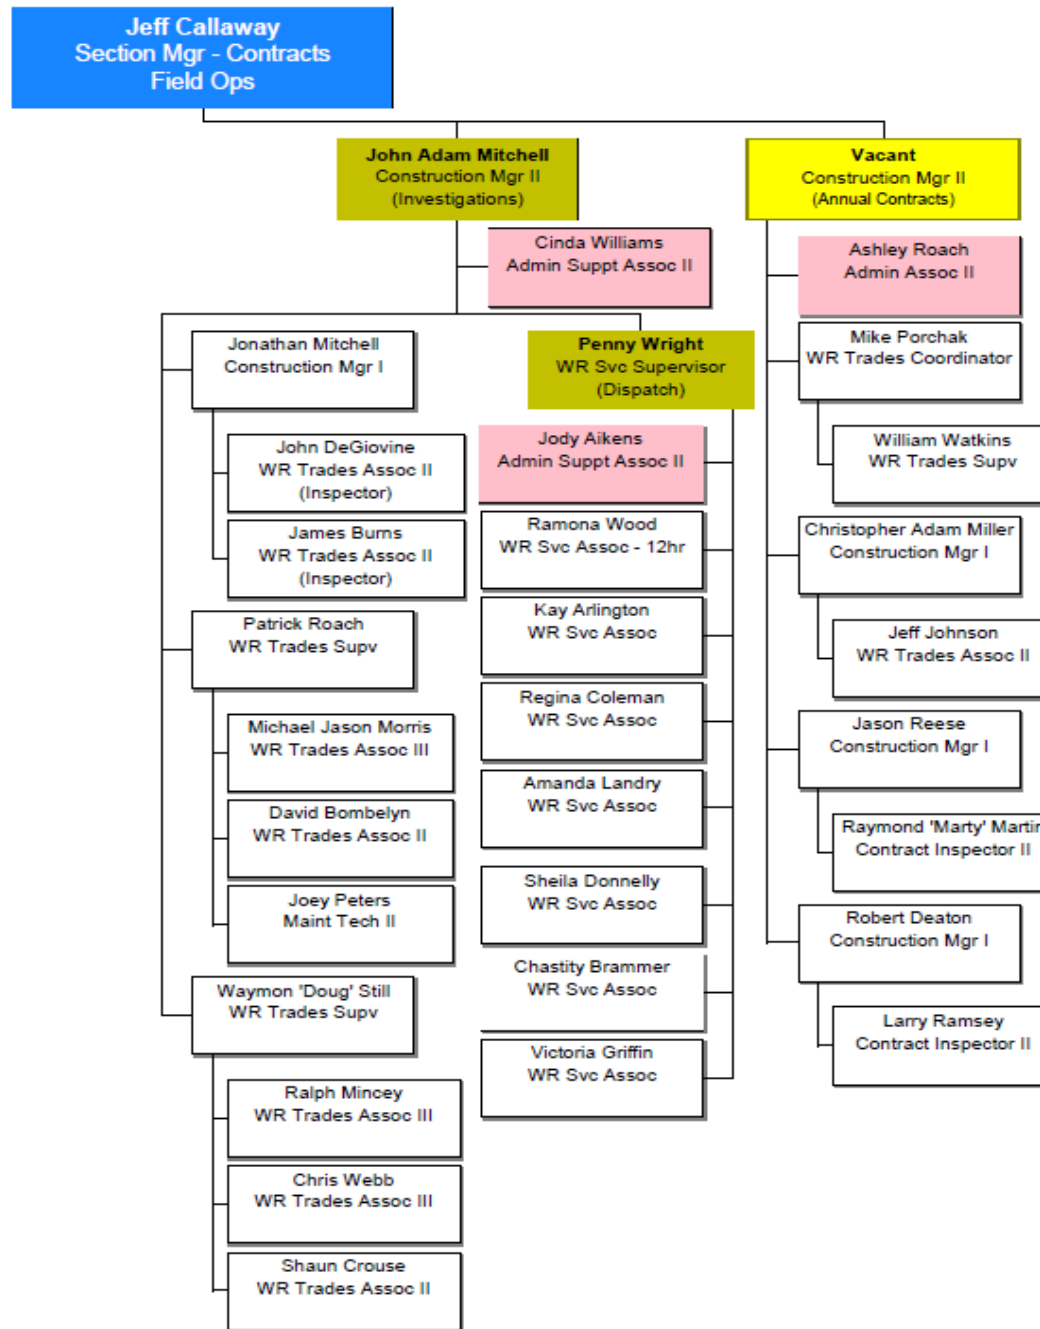 Jeff Callaway
Section Mgr - Contracts
Field Ops
John Adam Mitchell
Construction Mgr II
(Investigations)
Vacant
Construction Mgr II
(Annual Contracts)
Cinda Williams
Admin Suppt Assoc II
Ashley Roach
Admin Assoc II
Jonathan Mitchell
Construction Mgr I
John DeGiovine
WR Trades Assoc II
(Inspector)
James Burns
WR Trades Assoc II
(Inspector)
Patrick Roach
WR Trades Supv
Michael Jason Morris
WR Trades Assoc III
David Bombelyn
WR Trades Assoc II
Joey Peters
Maint Tech II
Waymon 'Doug' Still
WR Trades Supv
Ralph Mincey
WR Trades Assoc III
Chris Webb
WR Trades Assoc III
Shaun Crouse
WR Trades Assoc II
Penny Wright
WR Svc Supervisor
(Dispatch)
Jody Aikens
Admin Suppt Assoc II
Ramona Wood
WR Svc Assoc - 12hr
Kay Arlington
WR Svc Assoc
Regina Coleman
WR Svc Assoc
Amanda Landry
WR Svc Assoc
Sheila Donnelly
WR Svc Assoc
Chastity Brammer
WR Svc Assoc
Victoria Griffin
WR Svc Assoc
Mike Porchak
WR Trades Coordinator
William Watkins
WR Trades Supv
Christopher Adam Miller
Construction Mgr I
Jeff Johnson
WR Trades Assoc II
Jason Reese
Construction Mgr I
Raymond 'Marty' Martin
Contract Inspector II
Robert Deaton
Construction Mgr I
Larry Ramsey
Contract Inspector II